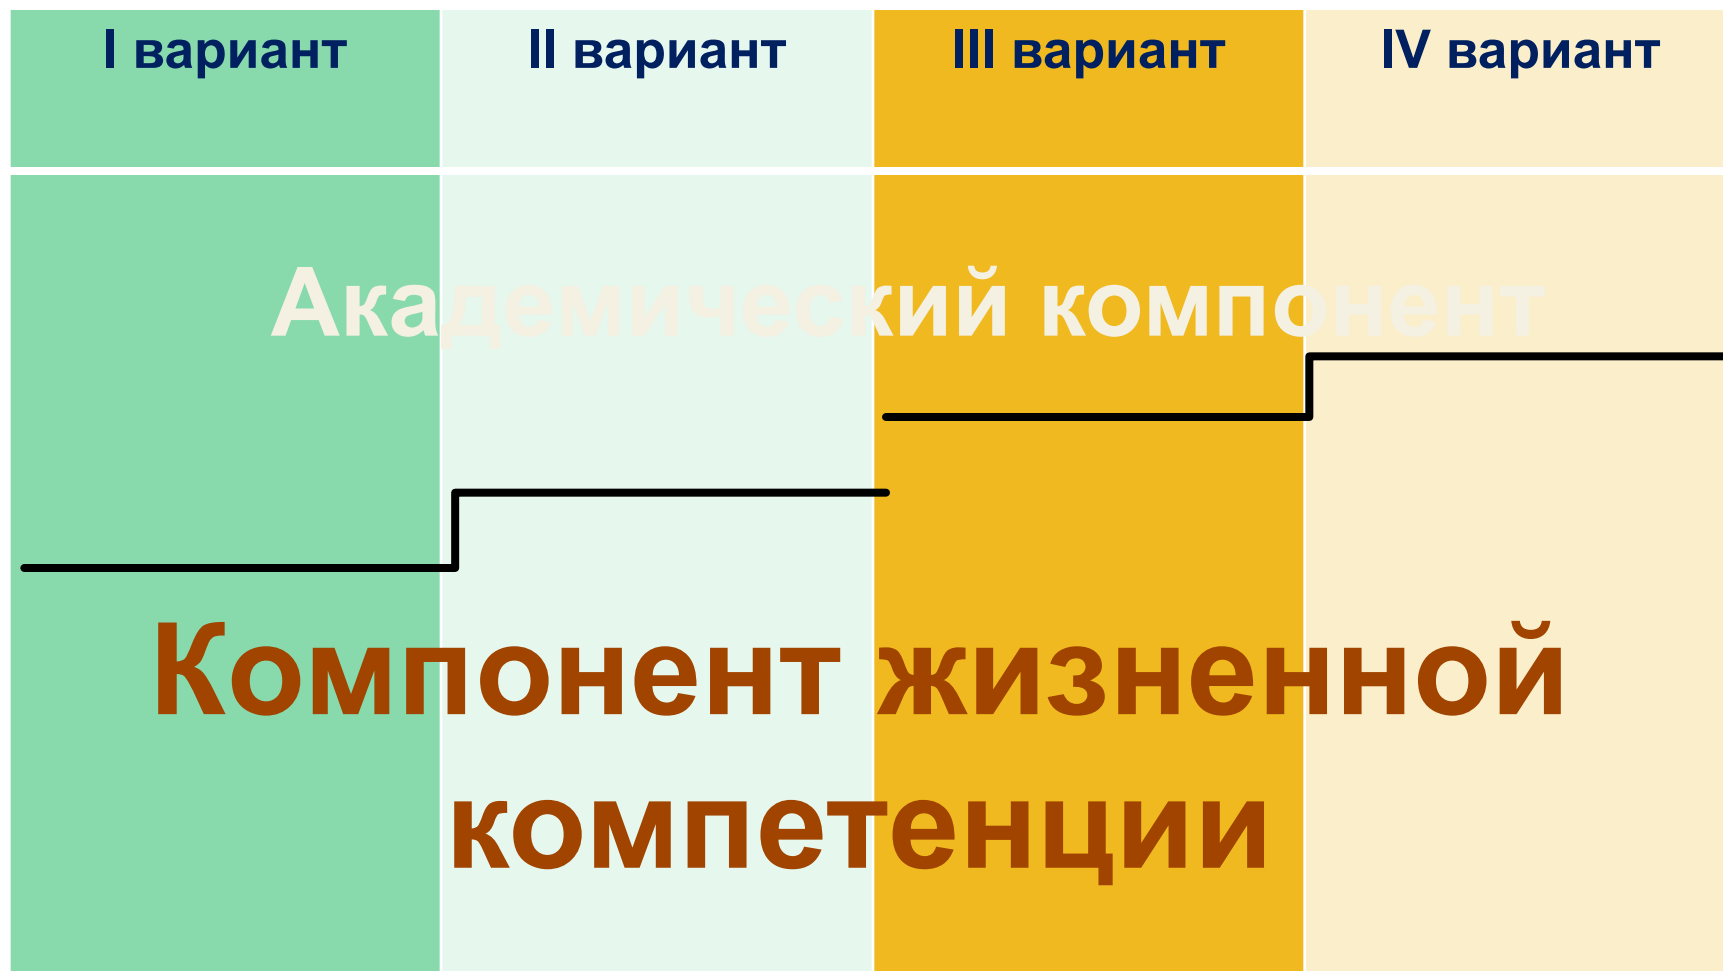 I вариант
II вариант
III вариант
IV вариант
Академический компонент
Компонент жизненной
компетенции